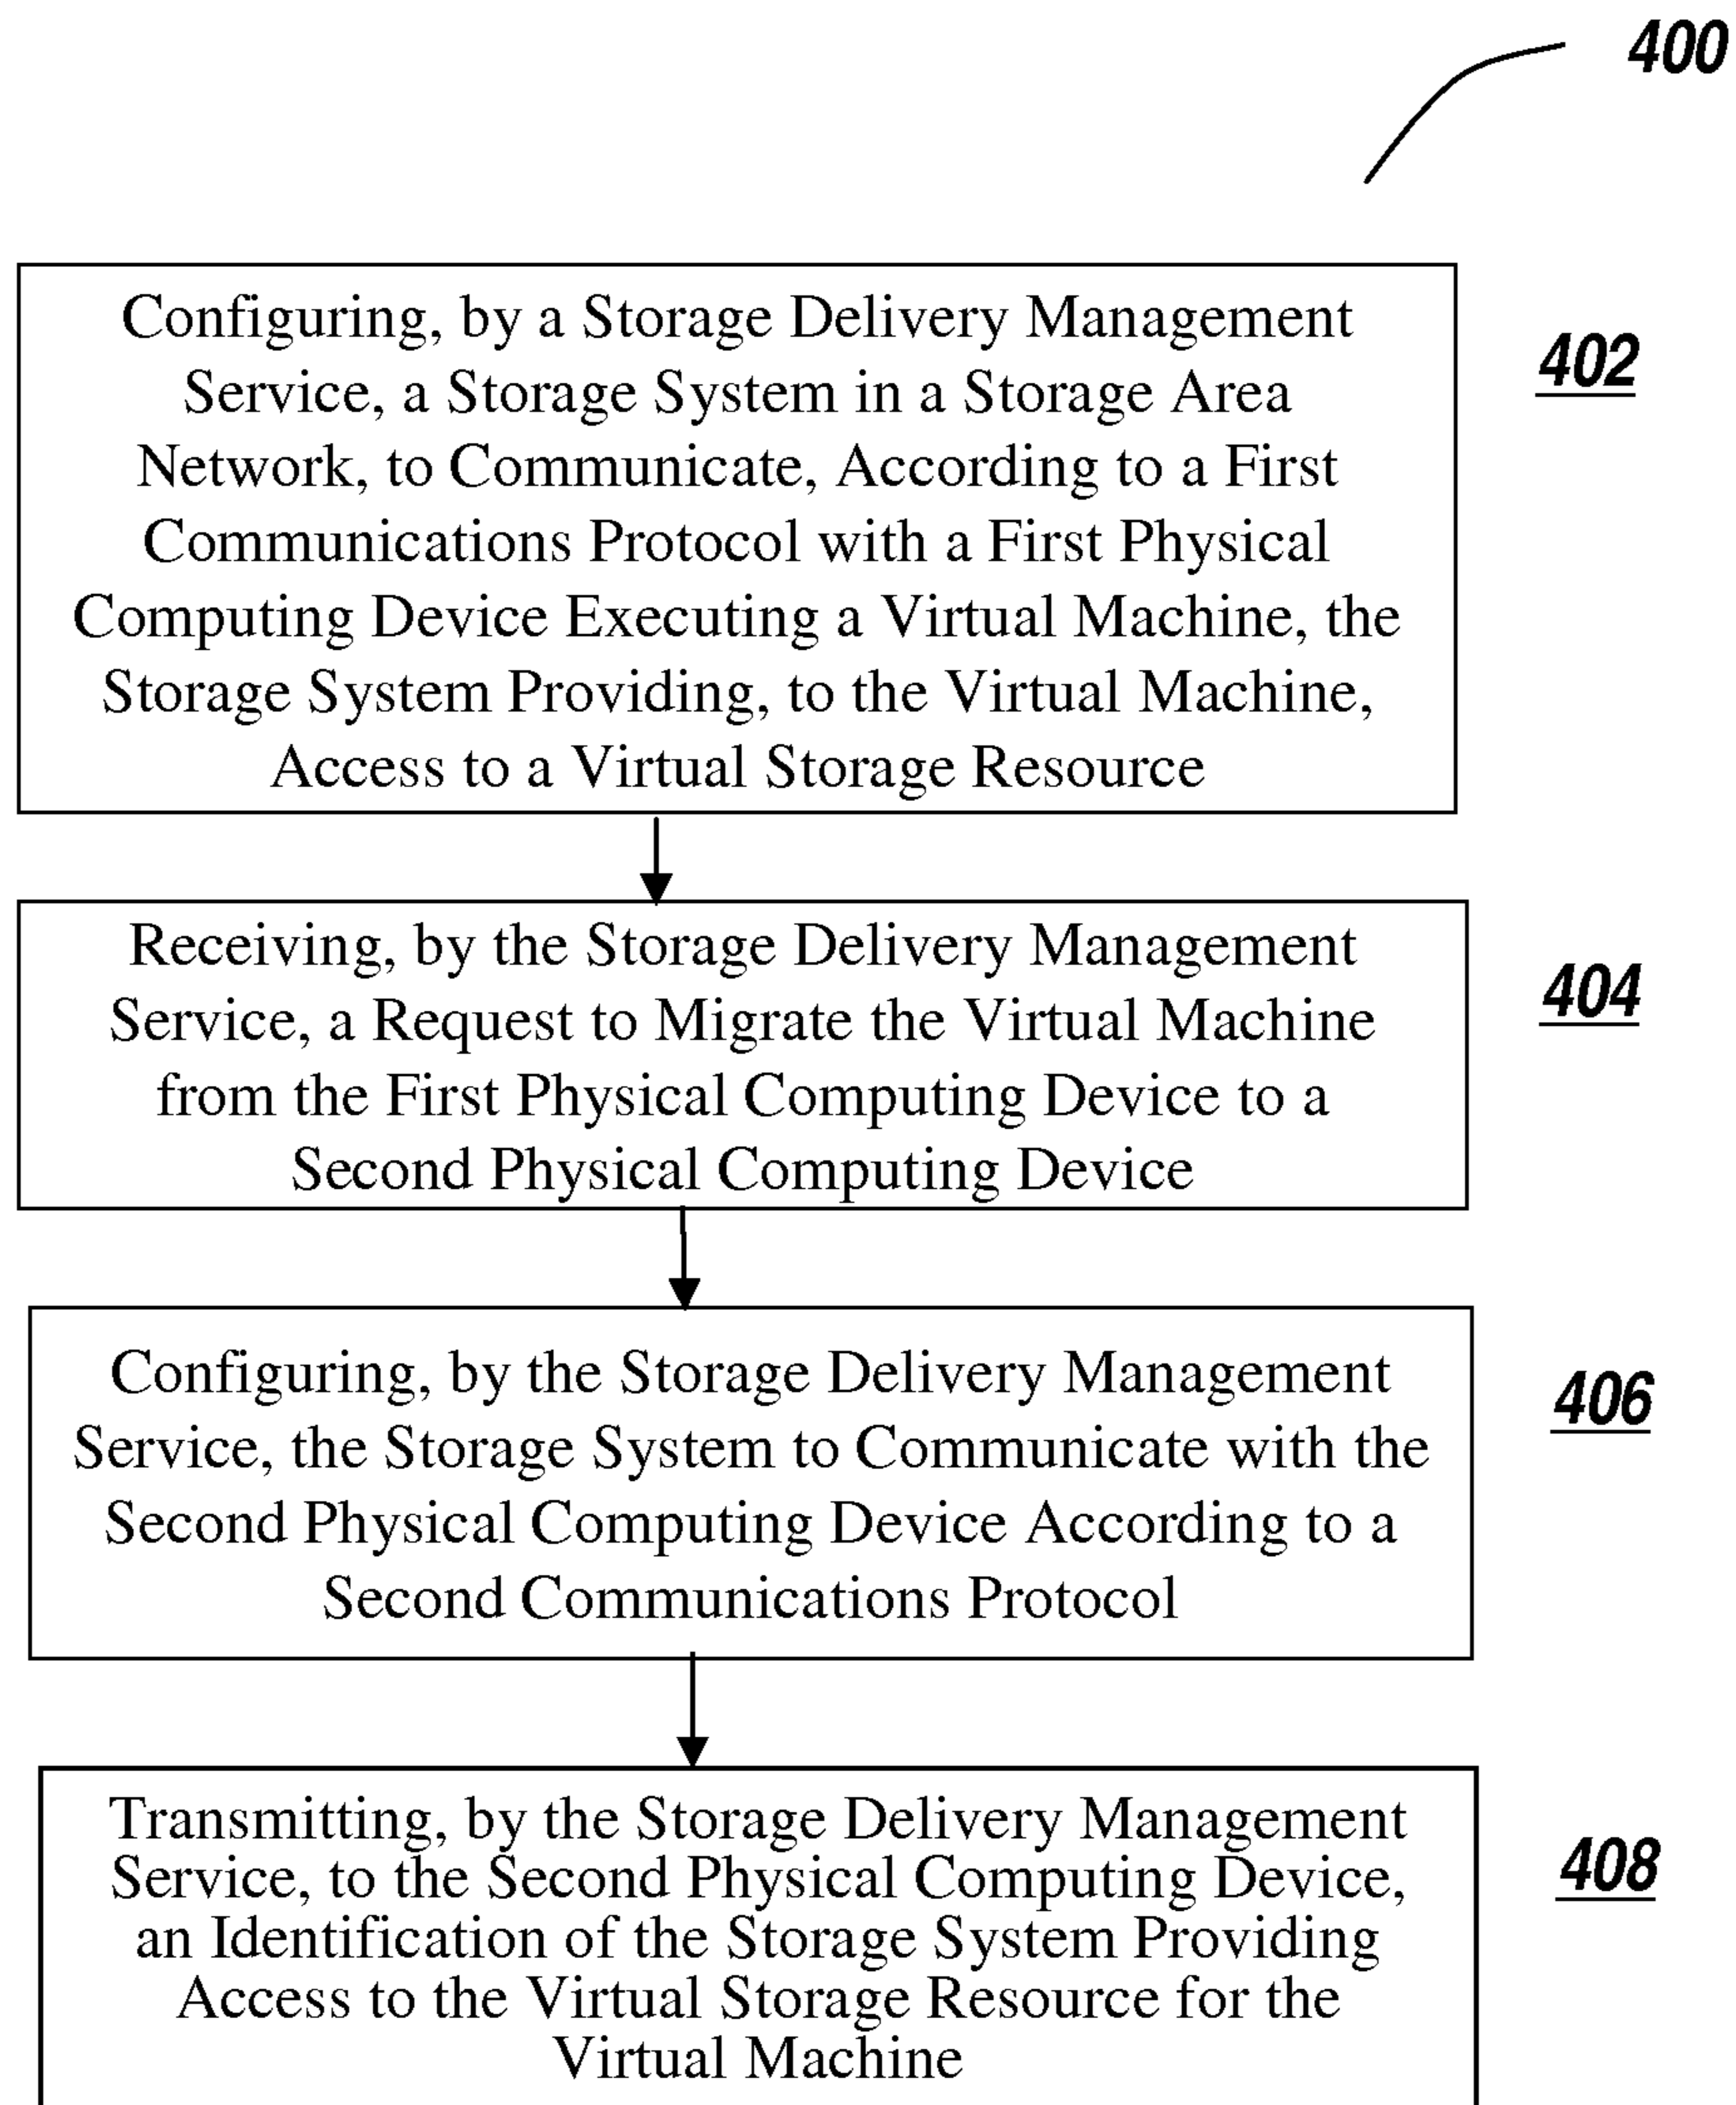 400
Configuring, by a Storage Delivery Management
Service, a Storage System in a Storage Area
Network, to Communicate, According to a First
Communications Protocol with a First Physical
Computing Device Executing a Virtual Machine, the
Storage System Providing, to the Virtual Machine,
Access to a Virtual Storage Resource
402
Receiving, by the Storage Delivery Management
Service, a Request to Migrate the Virtual Machine
from the First Physical Computing Device to a
Second Physical Computing Device
404
Configuring, by the Storage Delivery Management
Service, the Storage System to Communicate with the
Second Physical Computing Device According to a
Second Communications Protocol
406
Transmitting, by the Storage Delivery Management
Service, to the Second Physical Computing Device,
an Identification of the Storage System Providing
Access to the Virtual Storage Resource for the
Virtual Machine
408